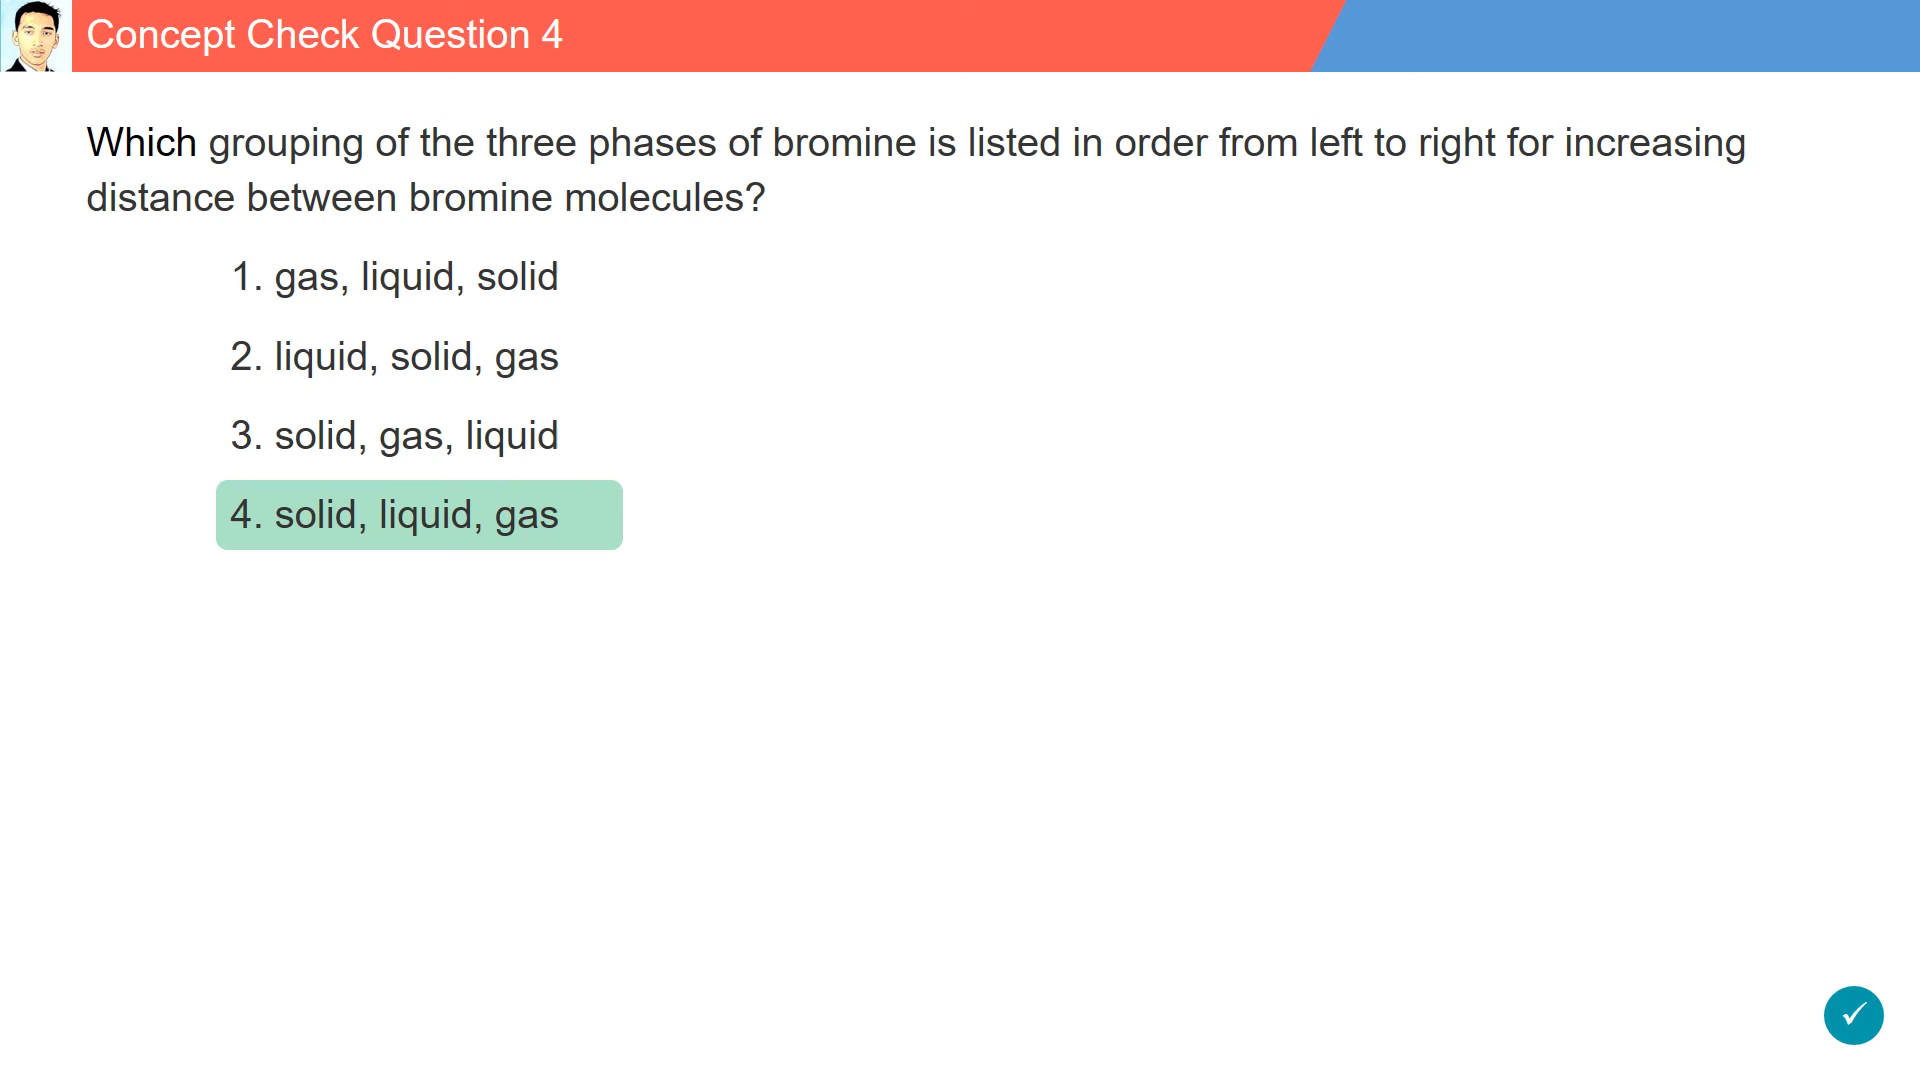 Concept Check Question 4
Which grouping of the three phases of bromine is listed in order from left to right for increasing
distance between bromine molecules?
1. gas, liquid, solid
2. liquid, solid, gas
3. solid, gas, liquid
4. solid, liquid, gas